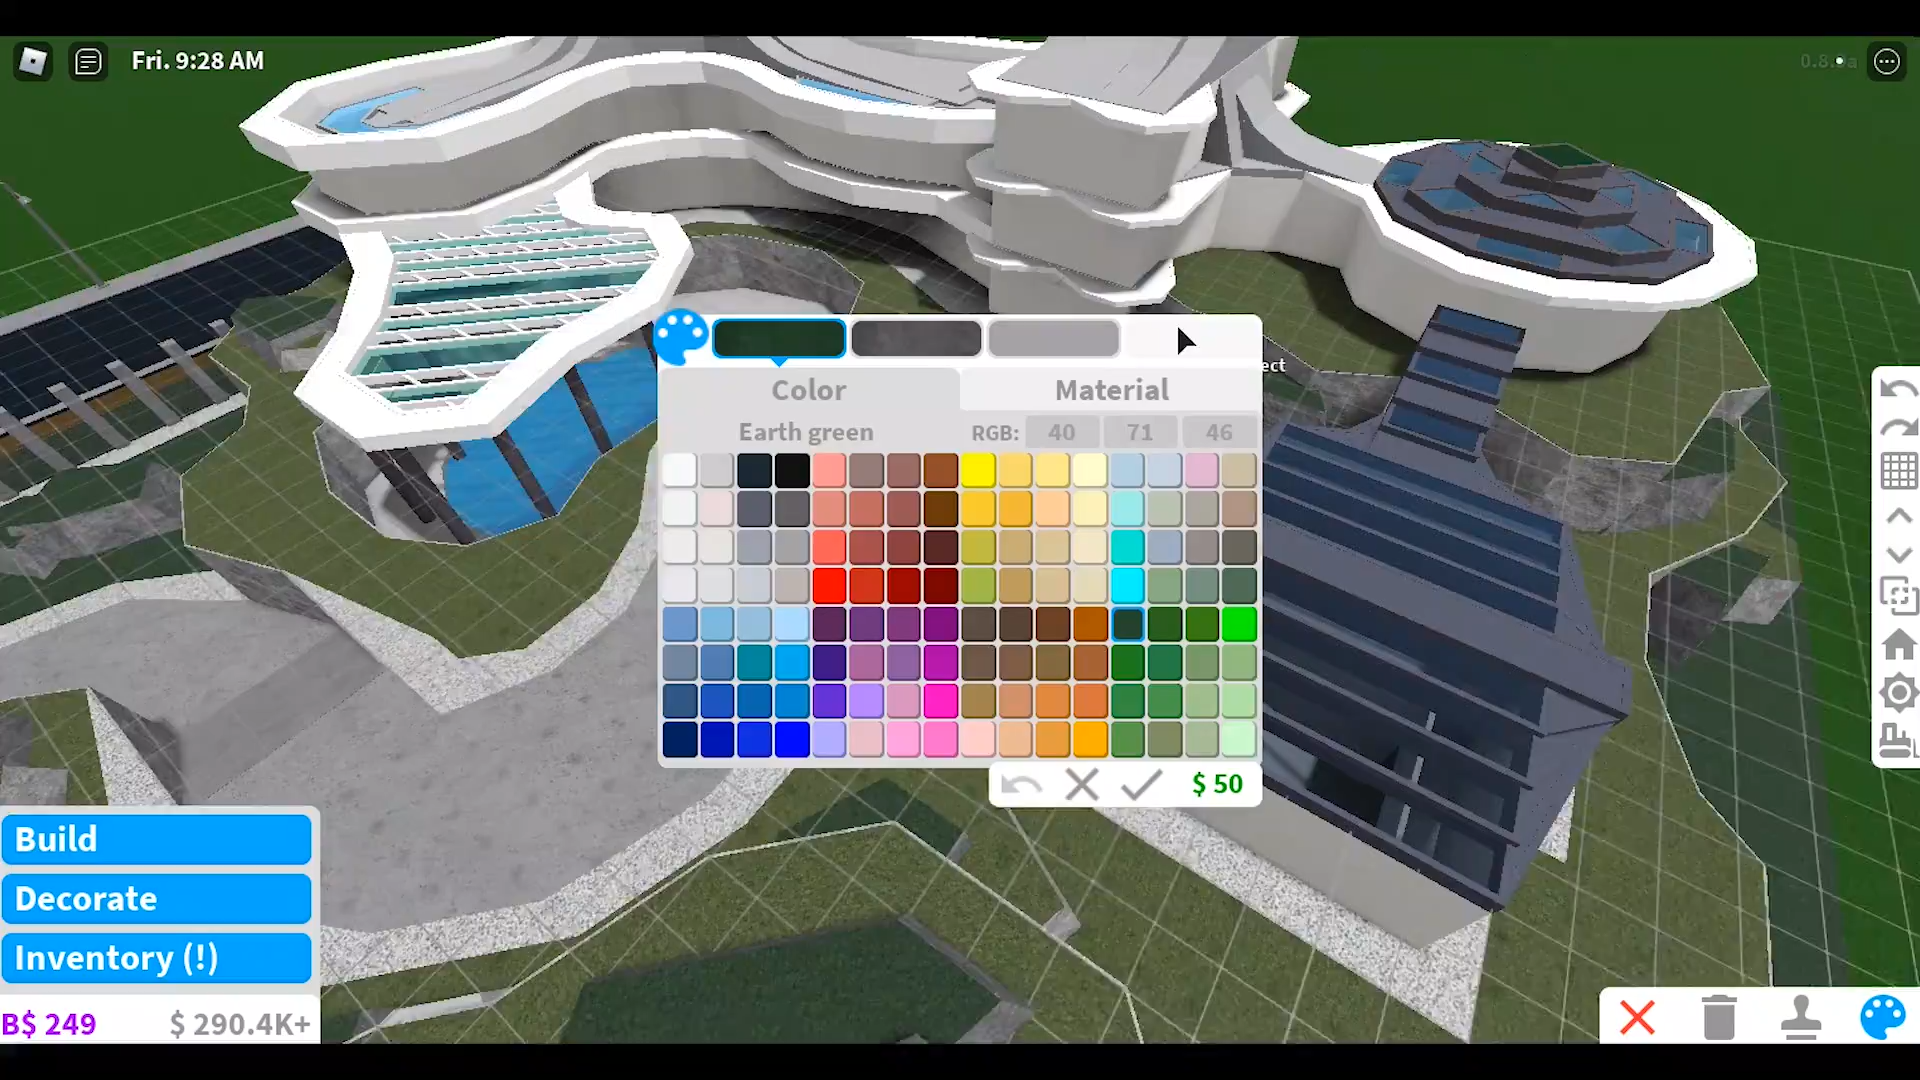 Fri. 9:28 AM
ect
Color
Material
Earth green
RGB: 40 71 46
$ 50
Build
Decorate
Inventory (!)
B$ 249
$ 290.4K+